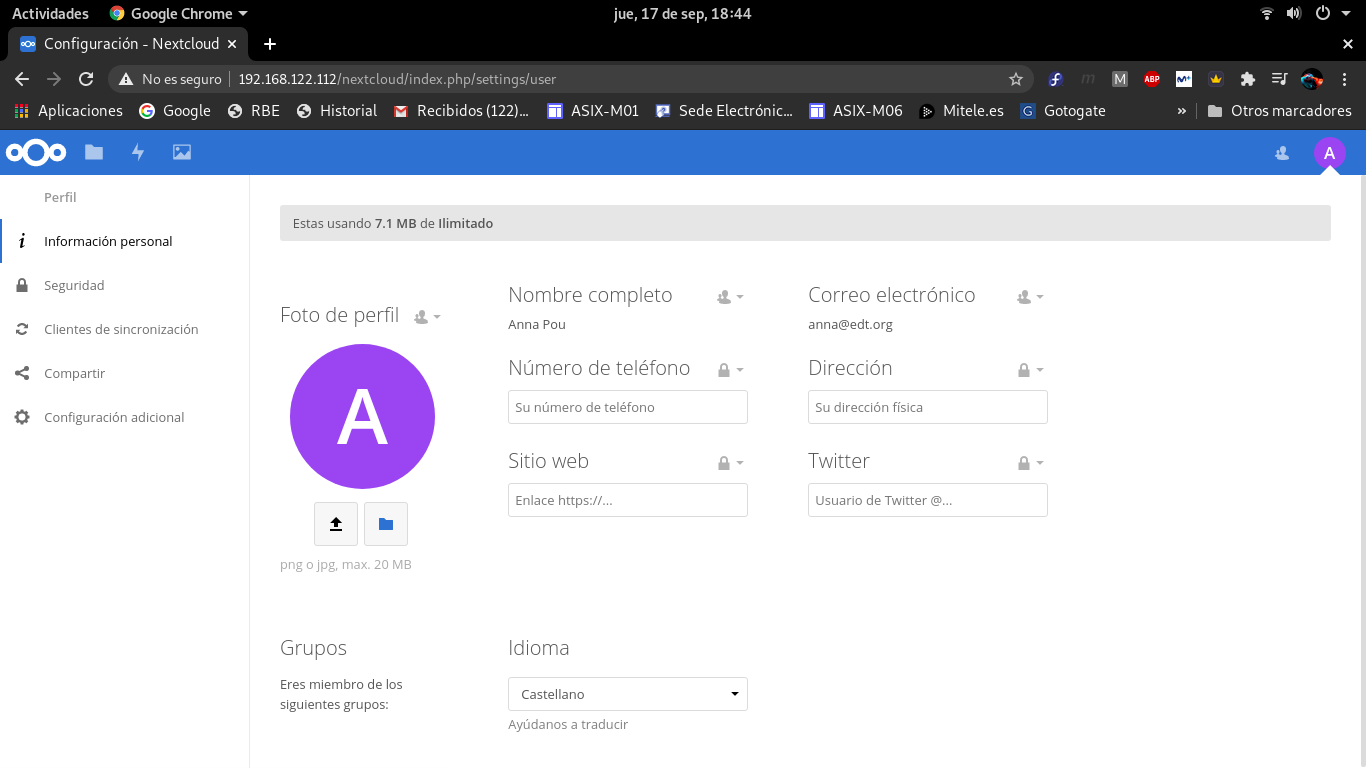 Actividades Google Chrome jue, 17 de sep, 18:44
Configuración - Nextcloud
No es seguro 192.168.122.112/nextcloud/index.php/settings/user
M ABP M+
Aplicaciones Google RBE Historial Recibidos (122)... ASIX-M01 Sede Electrónic... ASIX-M06 Mitele.es G Gotogate » Otros marcadores
A
Perfil
Información personal
Seguridad
Clientes de sincronización
Compartir
Configuración adicional
Estas usando 7.1 MB de Ilimitado
Foto de perfil
A
png o jpg, max. 20 MB
Nombre completo
Anna Pou
Correo electrónico
anna@edt.org
Número de teléfono
Su número de teléfono
Dirección
Su dirección física
Sitio web
Enlace https://...
Twitter
Usuario de Twitter @...
Grupos
Eres miembro de los
siguientes grupos:
Idioma
Castellano
Ayúdanos a traducir